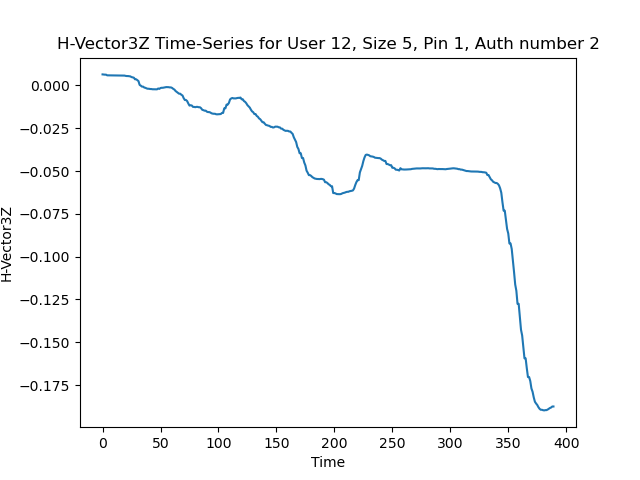 H-Vector3Z Time-Series for User 12, Size 5, Pin 1, Auth number 2
0.000
−0.025
−0.050
−0.075
−0.100
−0.125
−0.150
−0.175
H-Vector3Z
0 50 100 150 200 250 300 350 400
Time